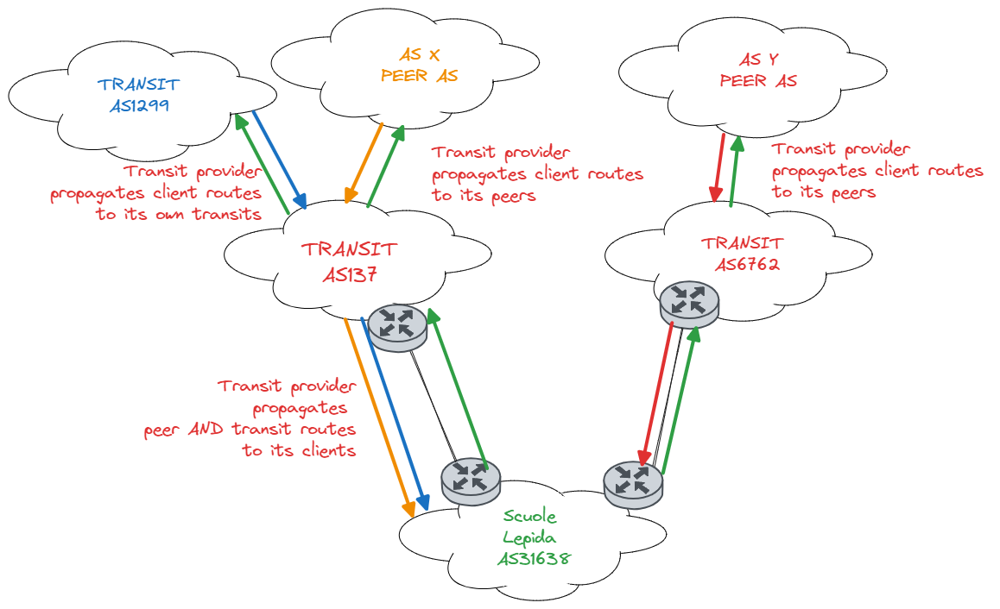 TRANSIT
AS1299
AS X
PEER AS
AS Y
PEER AS
Transit provider
propagates client routes
to its own transits
Transit provider
propagates client routes
to its peers
Transit provider
propagates client routes
to its peers
TRANSIT
AS137
TRANSIT
AS6762
Transit provider
propagates
peer AND transit routes
to its clients
Scuole
Lepida
AS31638